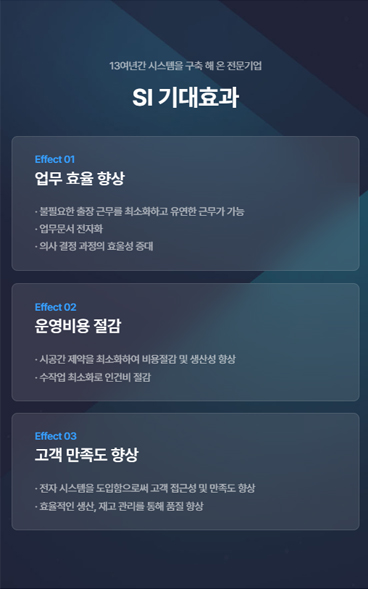 13여년간 시스템을 구축 해 온 전문기업
SI 기대효과
Effect 01
업무 효율 향상
· 불필요한 출장 근무를 최소화하고 유연한 근무가 가능
· 업무문서 전자화
· 의사 결정 과정의 효울성 증대
Effect 02
운영비용 절감
· 시공간 제약을 최소화하여 비용절감 및 생산성 향상
· 수작업 최소화로 인건비 절감
Effect 03
고객 만족도 향상
· 전자 시스템을 도입함으로써 고객 접근성 및 만족도 향상
· 효율적인 생산, 재고 관리를 통해 품질 향상